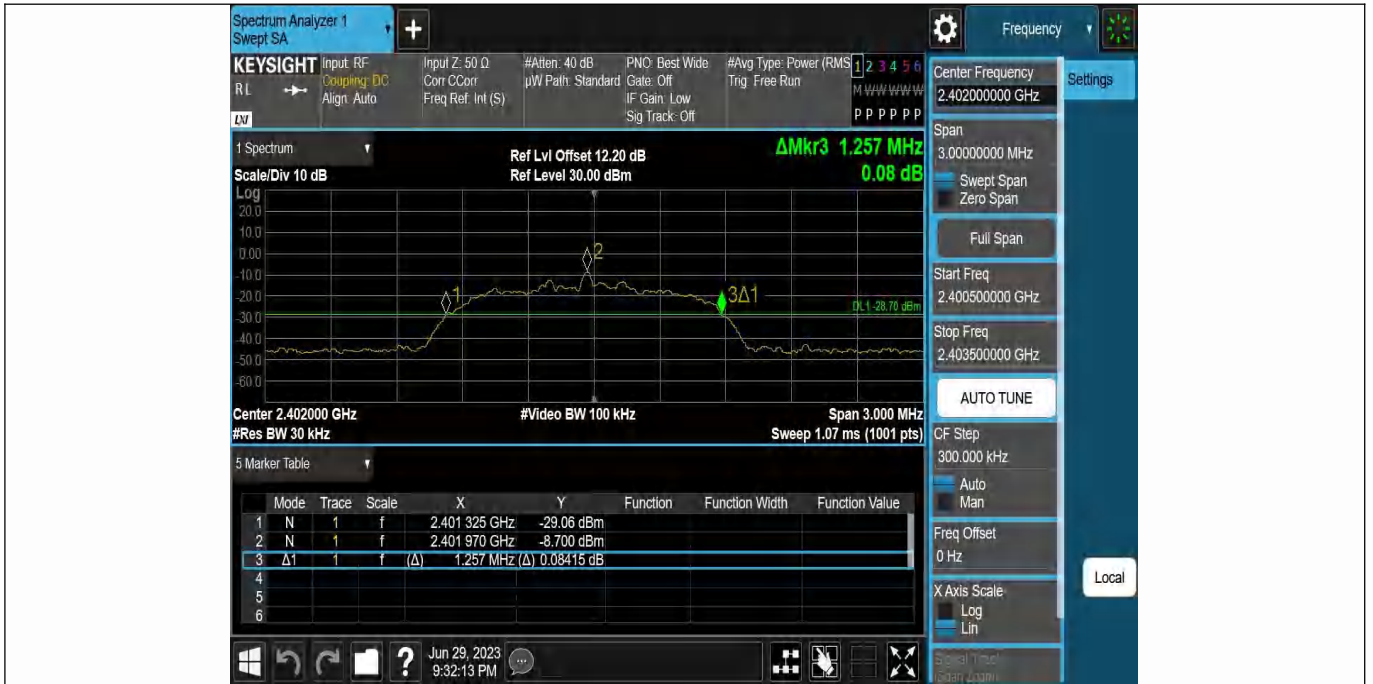 Spectrum Analyzer 1
Swept SA
+
Frequency
KEYSIGHT
RL
LXI
Input: RF
Coupling: DC
Align: Auto
Input Z: 50 Ω
Corr CCorr
Freq Ref: Int (S)
#Atten: 40 dB
µW Path: Standard
PNO: Best Wide
Gate: Off
IF Gain: Low
Sig Track: Off
#Avg Type: Power (RMS
Trig: Free Run
1 2 3 4 5 6
M W W W W W
P P P P P P
1 Spectrum
Scale/Div 10 dB
Log
Ref Lvl Offset 12.20 dB
Ref Level 30.00 dBm
ΔMkr3 1.257 MHz
0.08 dB
20.0
10.0
0.00
-10.0
-20.0
-30.0
-40.0
-50.0
-60.0
1
2
3Δ1
DL1 -28.70 dBm
Center 2.402000 GHz
#Res BW 30 kHz
#Video BW 100 kHz
Span 3.000 MHz
Sweep 1.07 ms (1001 pts)
5 Marker Table
Mode Trace Scale X Y Function Function Width Function Value
1 N 1 f 2.401 325 GHz -29.06 dBm
2 N 1 f 2.401 970 GHz -8.700 dBm
3 Δ1 1 f (Δ) 1.257 MHz (Δ) 0.08415 dB
4
5
6
?
Jun 29, 2023
9:32:13 PM
Center Frequency
2.402000000 GHz
Settings
Span
3.00000000 MHz
Swept Span
Zero Span
Full Span
Start Freq
2.400500000 GHz
Stop Freq
2.403500000 GHz
AUTO TUNE
CF Step
300.000 kHz
Auto
Man
Freq Offset
0 Hz
X Axis Scale
Log
Lin
Local
Signal Track
(Span Zoom)